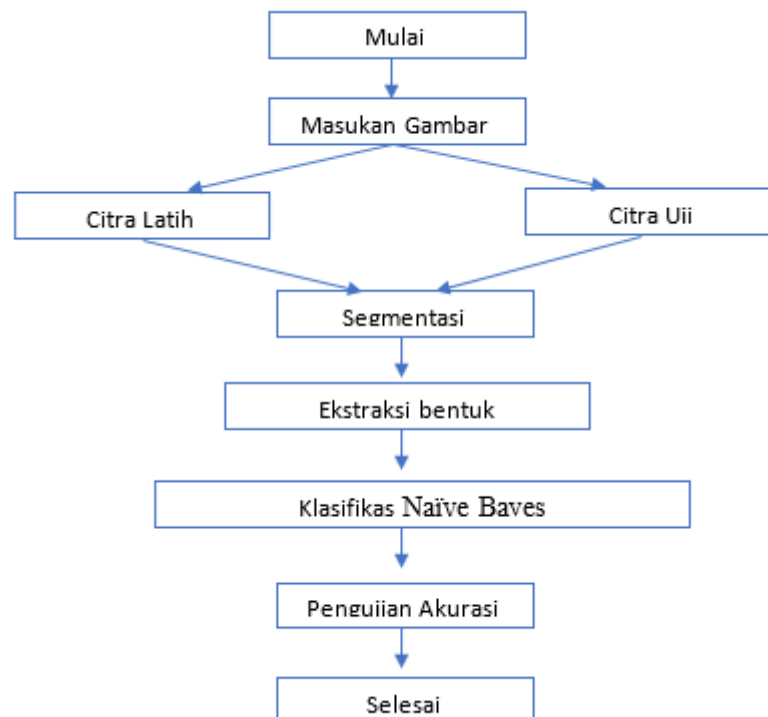 Mulai
Masukan Gambar
Citra Latih
Citra Uji
Segmentasi
Ekstraksi bentuk
Klasifikas Naïve Bayes
Pengujian Akurasi
Selesai